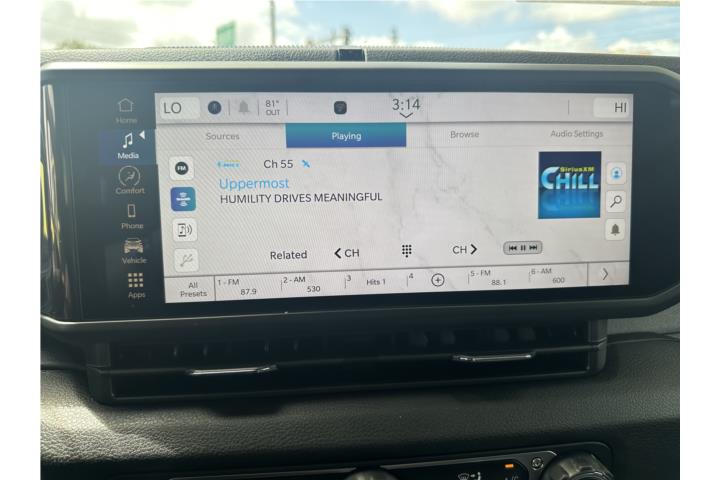 LO
81°
OUT
3:14
HI
Home
Media
Comfort
Phone
Vehicle
Apps
Sources
Playing
Browse
Audio Settings
FM
Ch 55
Uppermost
HUMILITY DRIVES MEANINGFUL
SiriusXM
CHILL
Related
CH
CH
All
Presets
1 - FM
87.9
2 - AM
530
3
Hits 1
4
5 - FM
88.1
6 - AM
600
A/C